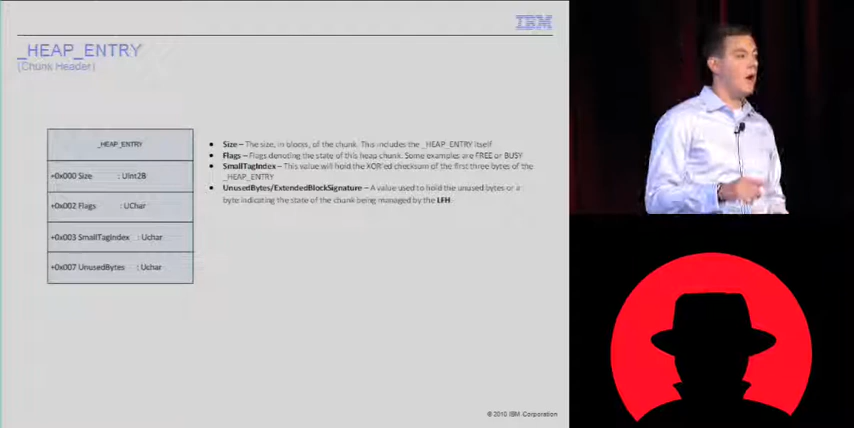 IBM
_HEAP_ENTRY
(Chunk Header)
_HEAP_ENTRY
+0x000 Size : UInt2B
+0x002 Flags : UChar
+0x003 SmallTagIndex : Uchar
+0x007 UnusedBytes : Uchar
• Size – The size, in blocks, of the chunk. This includes the _HEAP_ENTRY itself
• Flags – Flags denoting the state of this heap chunk. Some examples are FREE or BUSY
• SmallTagIndex – This value will hold the XOR'ed checksum of the first three bytes of the
_HEAP_ENTRY
• UnusedBytes/ExtendedBlockSignature – A value used to hold the unused bytes or a
byte indicating the state of the chunk being managed by the LFH.
© 2010 IBM Corporation